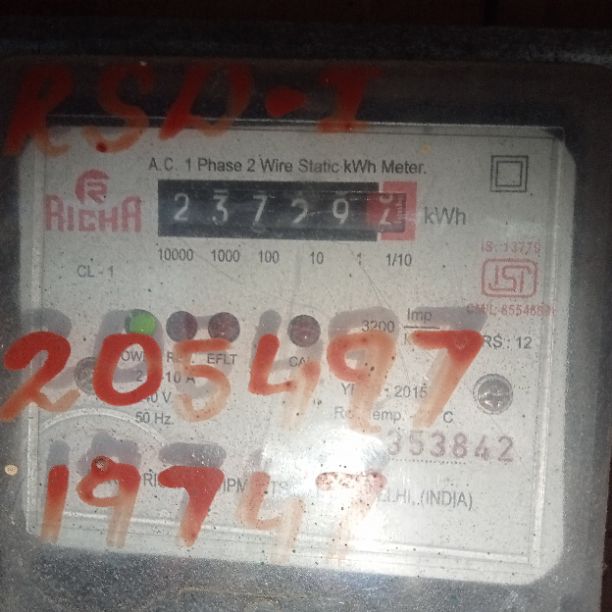 RSD-I
A.C. 1 Phase 2 Wire Static kWh Meter.
RICHA
2 3 7 2 9 kWh
10000 1000 100 10 1 1/10
CL - 1
IS: 13779
ISI
3200 Imp
RS.: 12
205497
10 A
2015
50 Hz.
C
353842
19747
(INDIA)